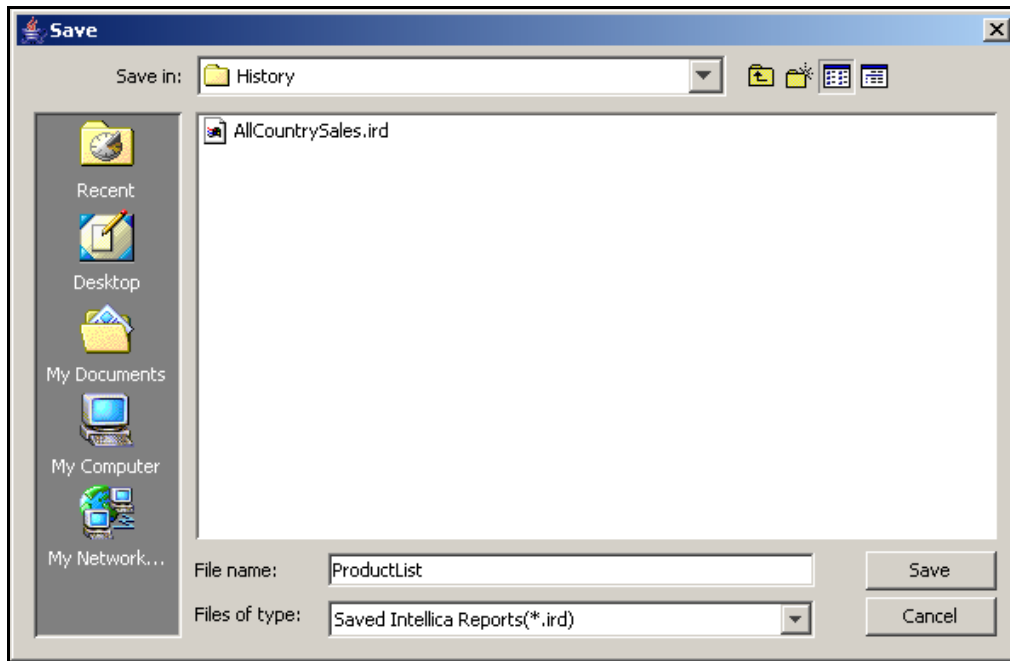 Save
Save in: History
AllCountrySales.ird
Recent
Desktop
My Documents
My Computer
My Network...
File name: ProductList Save
Files of type: Saved Intellica Reports(*.ird) Cancel